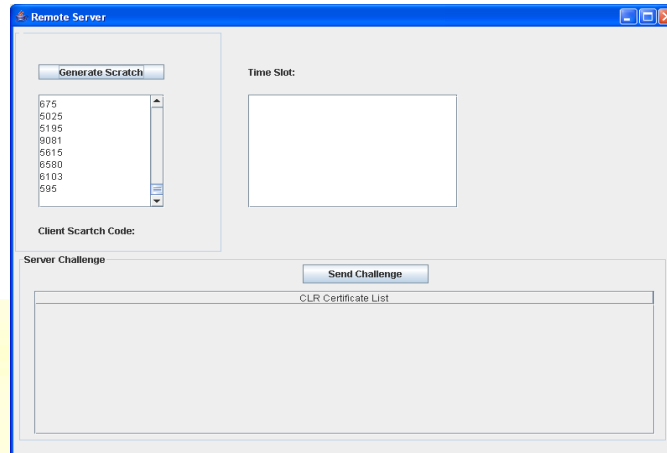 Remote Server
Generate Scratch
Time Slot:
675
5025
5195
9081
5615
6580
6103
595
Client Scartch Code:
Server Challenge
Send Challenge
CLR Certificate List